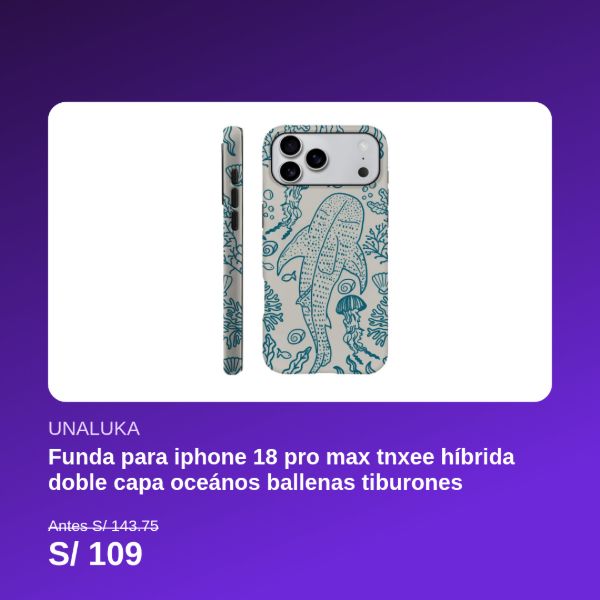 UNALUKA
Funda para iphone 18 pro max tnxee híbrida
doble capa oceános ballenas tiburones
Antes S/ 143.75
S/ 109